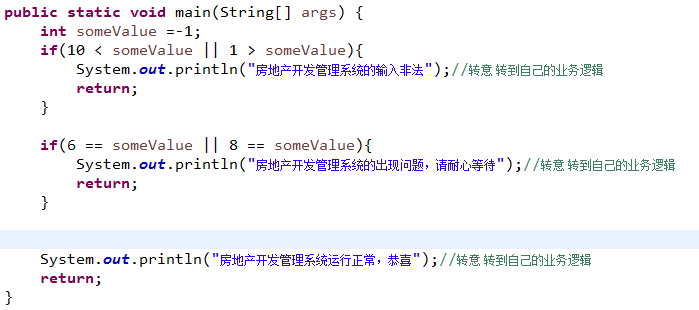 public static void main(String[] args) {
int someValue =-1;
if(10 < someValue || 1 > someValue){
System.out.println("房地产开发管理系统的输入非法");//转意 转到自己的业务逻辑
return;
}
if(6 == someValue || 8 == someValue){
System.out.println("房地产开发管理系统的出现问题，请耐心等待");//转意 转到自己的业务逻辑
return;
}
System.out.println("房地产开发管理系统运行正常，恭喜");//转意 转到自己的业务逻辑
return;
}